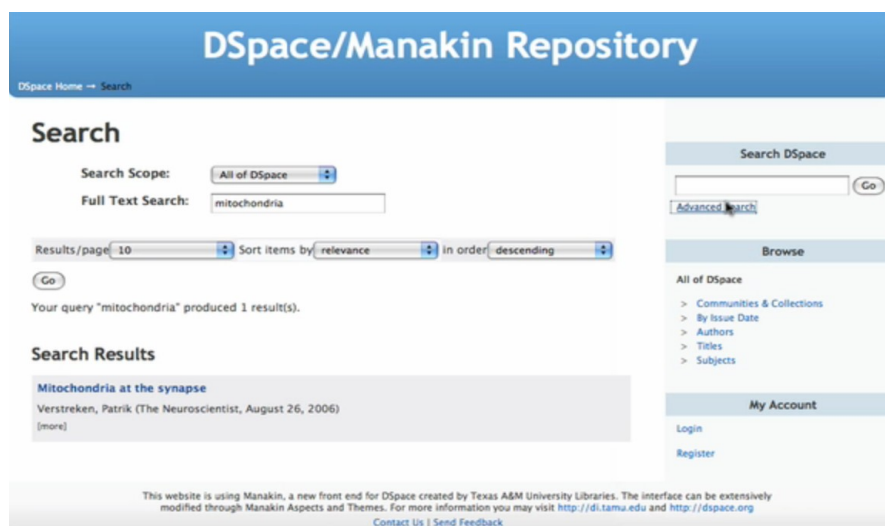 DSpace/Manakin Repository
DSpace Home → Search
Search
Search Scope: All of DSpace
Full Text Search: mitochondria
Results/page 10 Sort items by relevance in order descending
Go
Your query "mitochondria" produced 1 result(s).
Search Results
Mitochondria at the synapse
Verstreken, Patrik (The Neuroscientist, August 26, 2006)
[more]
Search DSpace
Go
Advanced Search
Browse
All of DSpace
> Communities & Collections
> By Issue Date
> Authors
> Titles
> Subjects
My Account
Login
Register
This website is using Manakin, a new front end for DSpace created by Texas A&M University Libraries. The interface can be extensively
modified through Manakin Aspects and Themes. For more information you may visit http://di.tamu.edu and http://dspace.org
Contact Us | Send Feedback